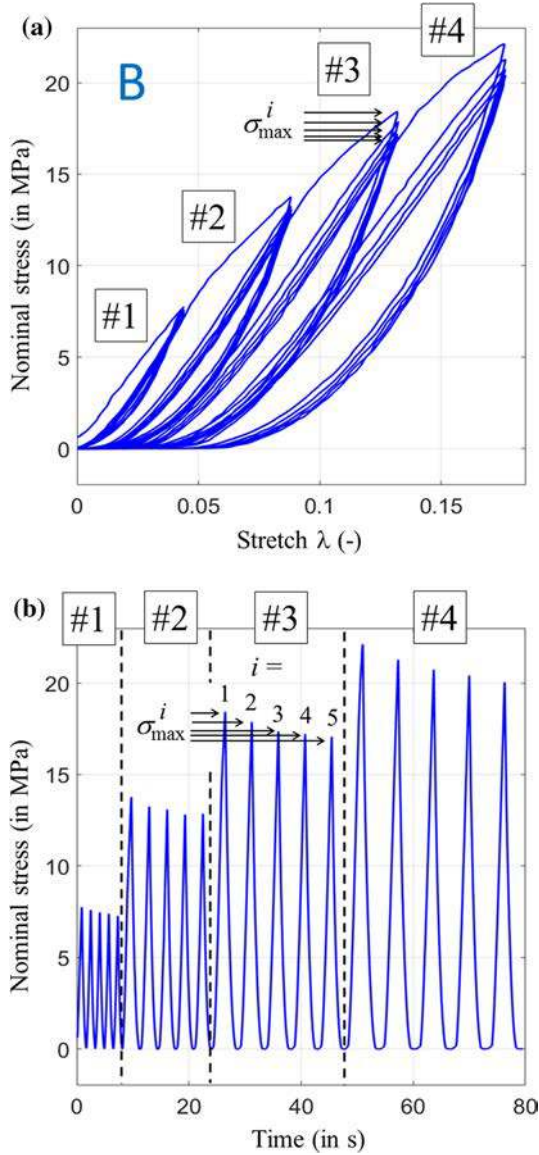 (a)
B
#1
#2
#3
#4
σ i max
Nominal stress (in MPa)
20
15
10
5
0
0 0.05 0.1 0.15
Stretch λ (-)
(b)
#1 #2 #3 #4
i =
1 2 3 4 5
σ i max
Nominal stress (in MPa)
20
15
10
5
0
0 20 40 60 80
Time (in s)